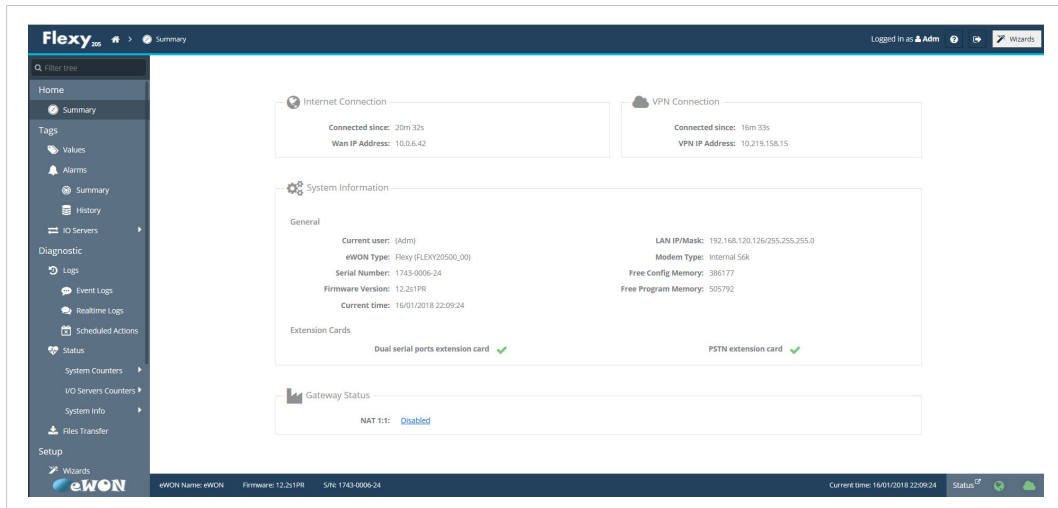 Flexy 205 > Summary
Logged in as Adm
Wizards
Filter tree
Home
Summary
Tags
Values
Alarms
Summary
History
IO Servers
Diagnostic
Logs
Event Logs
Realtime Logs
Scheduled Actions
Status
System Counters
I/O Servers Counters
System Info
Files Transfer
Setup
Wizards
eWON
Internet Connection
Connected since: 20m 32s
Wan IP Address: 10.0.6.42
VPN Connection
Connected since: 16m 33s
VPN IP Address: 10.219.158.15
System Information
General
Current user: (Adm)
eWON Type: Flexy (FLEXY20500_00)
Serial Number: 1743-0006-24
Firmware Version: 12.2s1PR
Current time: 16/01/2018 22:09:24
LAN IP/Mask: 192.168.120.126/255.255.255.0
Modem Type: Internal 56k
Free Config Memory: 386177
Free Program Memory: 505792
Extension Cards
Dual serial ports extension card
PSTN extension card
Gateway Status
NAT 1:1: Disabled
eWON Name: eWON Firmware: 12.2s1PR S/N: 1743-0006-24 Current time: 16/01/2018 22:09:24 Status